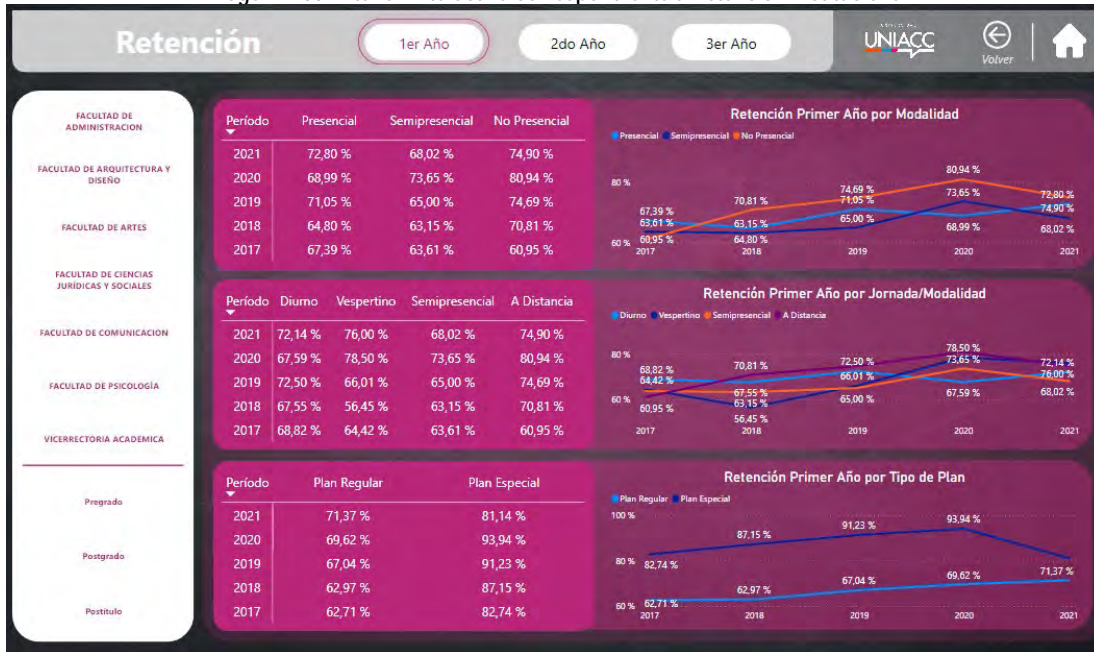 Retención
1er Año
2do Año
3er Año
UNIACC
Volver
FACULTAD DE
ADMINISTRACION
FACULTAD DE ARQUITECTURA Y
DISEÑO
FACULTAD DE ARTES
FACULTAD DE CIENCIAS
JURÍDICAS Y SOCIALES
FACULTAD DE COMUNICACION
FACULTAD DE PSICOLOGÍA
VICERRECTORIA ACADEMICA
Pregrado
Postgrado
Postítulo
Período Presencial Semipresencial No Presencial
2021 72,80 % 68,02 % 74,90 %
2020 68,99 % 73,65 % 80,94 %
2019 71,05 % 65,00 % 74,69 %
2018 64,80 % 63,15 % 70,81 %
2017 67,39 % 63,61 % 60,95 %
Retención Primer Año por Modalidad
Presencial Semipresencial No Presencial
80,94 %
80 %
74,69 % 73,65 % 72,80 %
67,39 % 70,81 % 71,05 % 74,90 %
63,61 % 63,15 % 65,00 % 68,99 % 68,02 %
60 % 60,95 % 64,80 %
2017 2018 2019 2020 2021
Período Diurno Vespertino Semipresencial A Distancia
2021 72,14 % 76,00 % 68,02 % 74,90 %
2020 67,59 % 78,50 % 73,65 % 80,94 %
2019 72,50 % 66,01 % 65,00 % 74,69 %
2018 67,55 % 56,45 % 63,15 % 70,81 %
2017 68,82 % 64,42 % 63,61 % 60,95 %
Retención Primer Año por Jornada/Modalidad
Diurno Vespertino Semipresencial A Distancia
78,50 %
80 %
68,82 % 70,81 % 72,50 % 73,65 % 72,14 %
64,42 % 66,01 % 76,00 %
60 % 67,55 % 65,00 % 67,59 % 68,02 %
60,95 % 63,15 %
56,45 %
2017 2018 2019 2020 2021
Período Plan Regular Plan Especial
2021 71,37 % 81,14 %
2020 69,62 % 93,94 %
2019 67,04 % 91,23 %
2018 62,97 % 87,15 %
2017 62,71 % 82,74 %
Retención Primer Año por Tipo de Plan
Plan Regular Plan Especial
100 %
87,15 % 91,23 % 93,94 %
80 % 82,74 %
62,97 % 67,04 % 69,62 % 71,37 %
60 % 62,71 %
2017 2018 2019 2020 2021